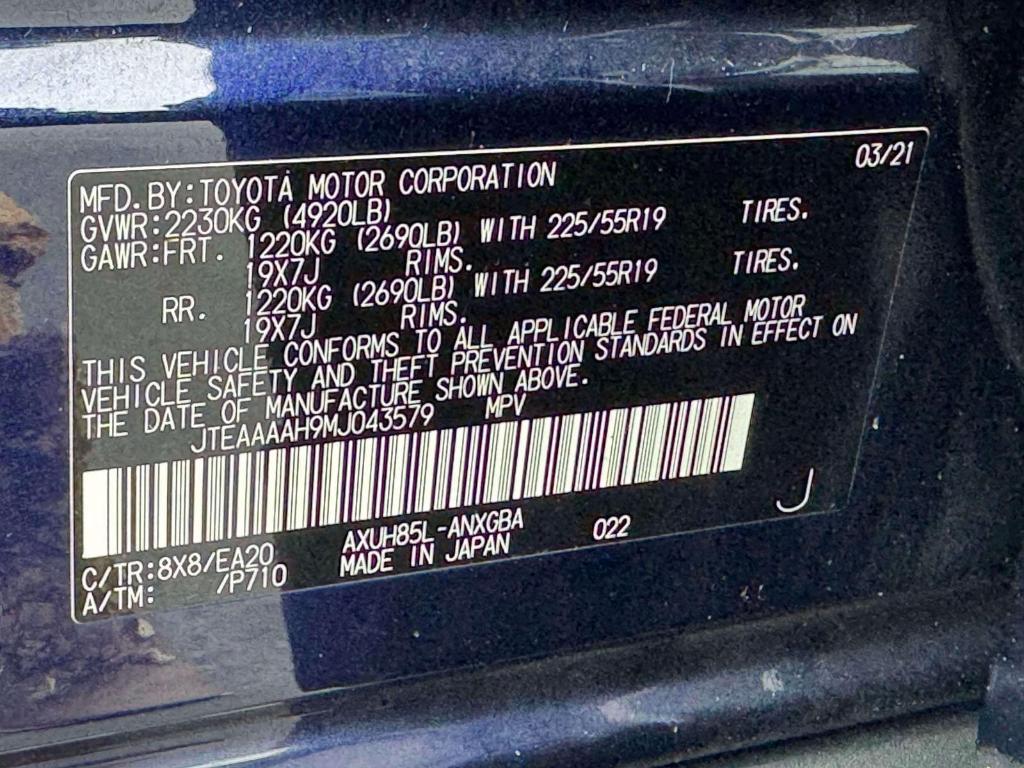 03/21
MFD. BY: TOYOTA MOTOR CORPORATION
GVWR: 2230KG (4920LB)
GAWR: FRT. 1220KG (2690LB) WITH 225/55R19 TIRES.
19X7J RIMS.
RR. 1220KG (2690LB) WITH 225/55R19 TIRES.
19X7J RIMS.
THIS VEHICLE CONFORMS TO ALL APPLICABLE FEDERAL MOTOR
VEHICLE SAFETY AND THEFT PREVENTION STANDARDS IN EFFECT ON
THE DATE OF MANUFACTURE SHOWN ABOVE.
JTEAAAAH9MJ043579 MPV
C/TR: 8X8/EA20 AXUH85L-ANXGBA 022 J
A/TM: /P710 MADE IN JAPAN